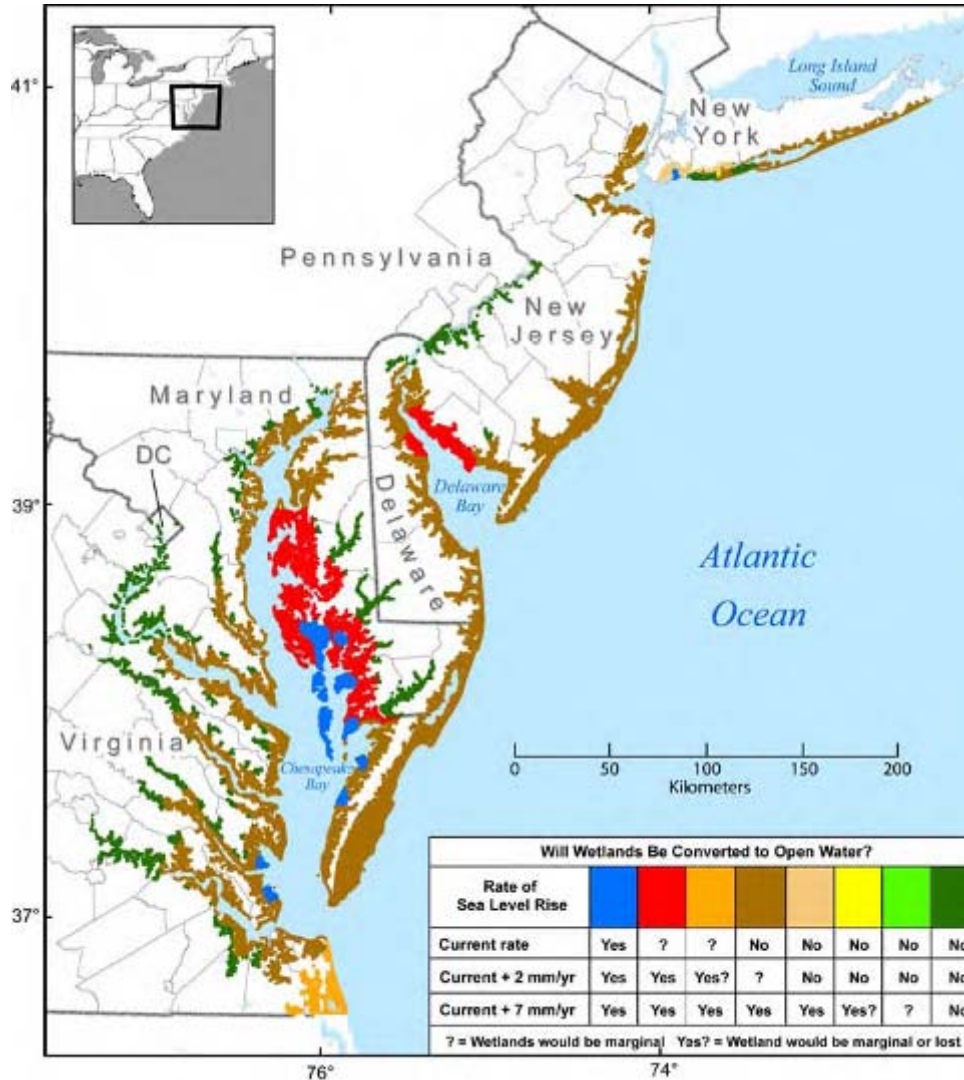 41°
Long Island
Sound
New
York
Pennsylvania
New
Jersey
Maryland
DC
39°
Delaware
Bay
Delaware
Atlantic
Ocean
Virginia
Chesapeake
Bay
0 50 100 150 200
Kilometers
37°
Will Wetlands Be Converted to Open Water?
Rate of
Sea Level Rise
Current rate Yes ? ? No No No No No
Current + 2 mm/yr Yes Yes Yes? ? No No No No
Current + 7 mm/yr Yes Yes Yes Yes Yes Yes? ? No
? = Wetlands would be marginal Yes? = Wetland would be marginal or lost
76° 74°